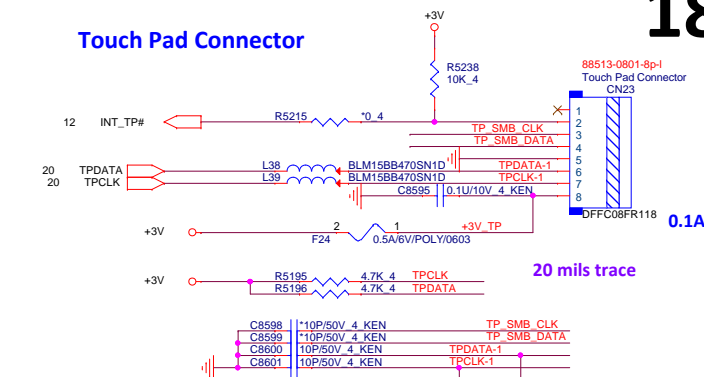 18
+3V
Touch Pad Connector
R5238
10K_4
88513-0801-8p-l
Touch Pad Connector
CN23
12 INT_TP#
R5215 *0_4
1
2
TP_SMB_CLK
3
TP_SMB_DATA
4
5
20 TPDATA
L38 BLM15BB470SN1D
TPDATA-1
6
20 TPCLK
L39 BLM15BB470SN1D
TPCLK-1
7
C8595 0.1U/10V_4_KEN
8
DFFC08FR118
0.1A
+3V
2 1
+3V_TP
F24 0.5A/6V/POLY/0603
20 mils trace
+3V
R5195 4.7K_4 TPCLK
R5196 4.7K_4 TPDATA
C8598 *10P/50V_4_KEN TP_SMB_CLK
C8599 *10P/50V_4_KEN TP_SMB_DATA
C8600 10P/50V_4_KEN TPDATA-1
C8601 10P/50V_4_KEN TPCLK-1